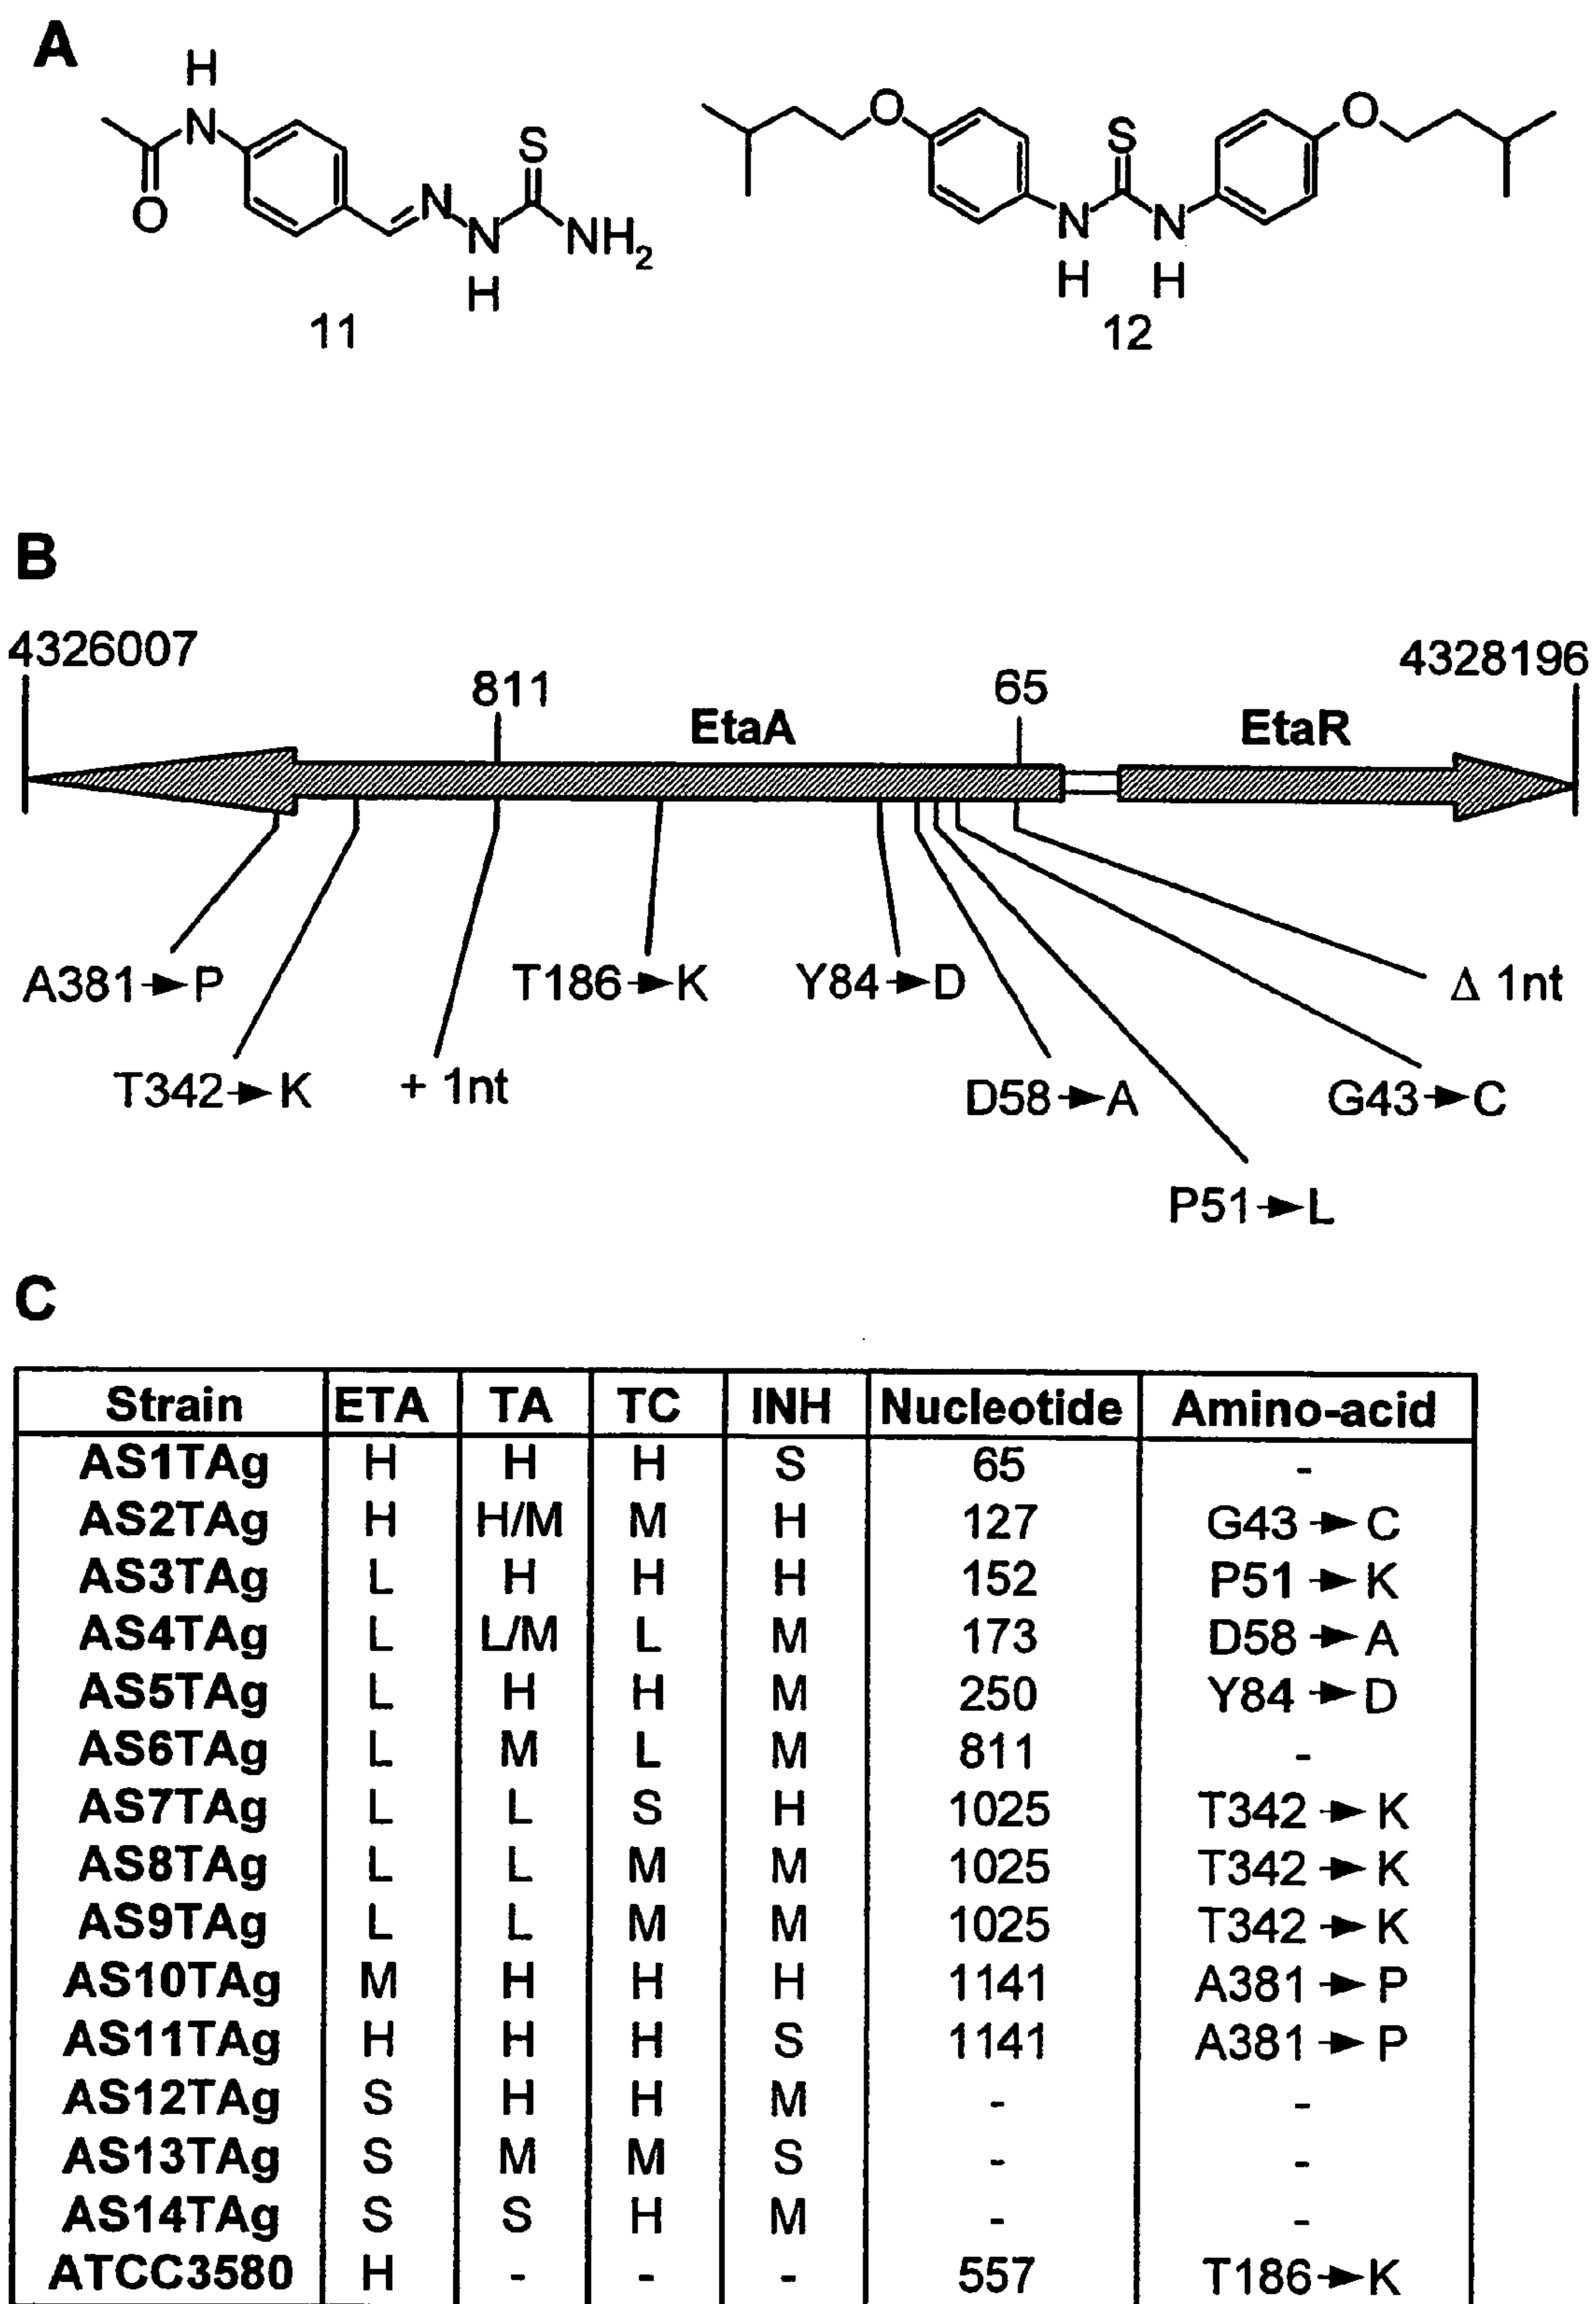 A
H
N
O
N
N
H
S
NH2
11
O
S
N
H
N
H
O
12
B
4326007
811
EtaA
65
EtaR
4328196
A381→P
T186→K
Y84→D
Δ 1nt
T342→K
+ 1nt
D58→A
G43→C
P51→L
C
Strain ETA TA TC INH Nucleotide Amino-acid
AS1TAg H H H S 65 -
AS2TAg H H/M M H 127 G43→C
AS3TAg L H H H 152 P51→K
AS4TAg L L/M L M 173 D58→A
AS5TAg L H H M 250 Y84→D
AS6TAg L M L M 811 -
AS7TAg L L S H 1025 T342→K
AS8TAg L L M M 1025 T342→K
AS9TAg L L M M 1025 T342→K
AS10TAg M H H H 1141 A381→P
AS11TAg H H H S 1141 A381→P
AS12TAg S H H M - -
AS13TAg S M M S - -
AS14TAg S S H M - -
ATCC3580 H - - - 557 T186→K